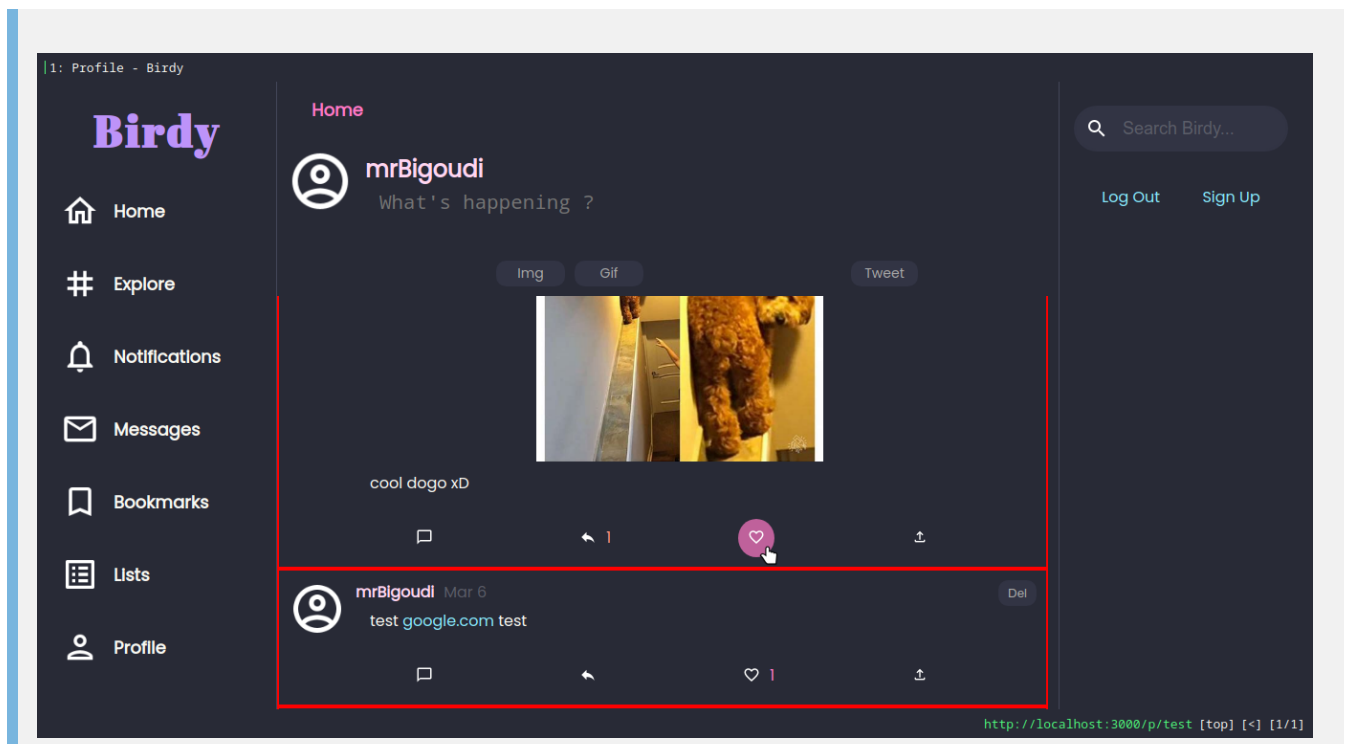 1: Profile - Birdy
Birdy
Home
Explore
Notifications
Messages
Bookmarks
Lists
Profile
Home
mrBigoudi
What's happening ?
Img Gif Tweet
cool dogo xD
1
mrBigoudi Mar 6 Del
test google.com test
1
Search Birdy...
Log Out Sign Up
http://localhost:3000/p/test [top] [<] [1/1]